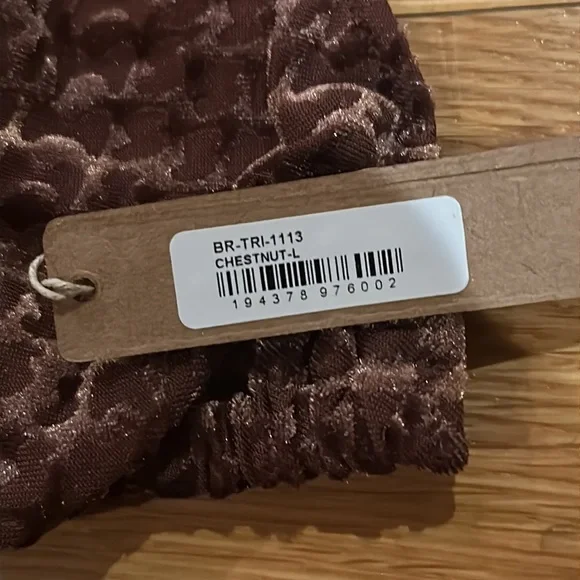 BR-TRI-1113
CHESTNUT-L
194378 976002